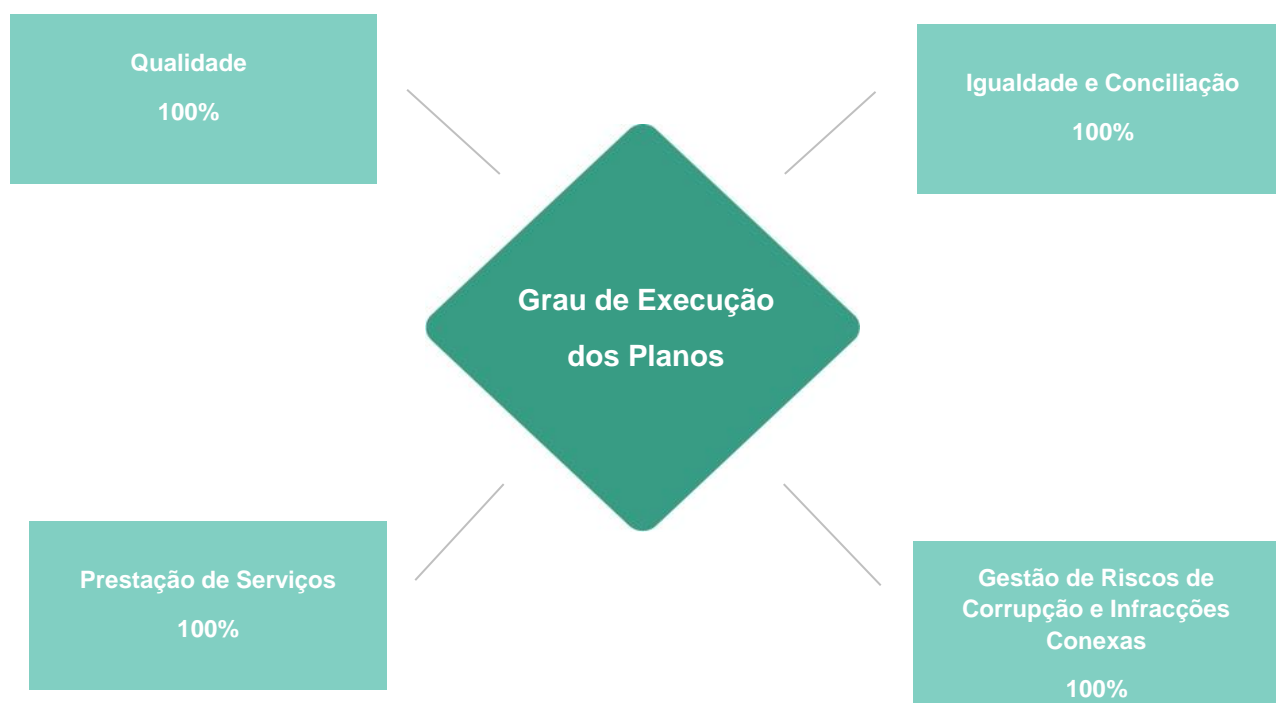 Qualidade
100%
Igualdade e Conciliação
100%
Grau de Execução
dos Planos
Prestação de Serviços
100%
Gestão de Riscos de
Corrupção e Infracções
Conexas
100%